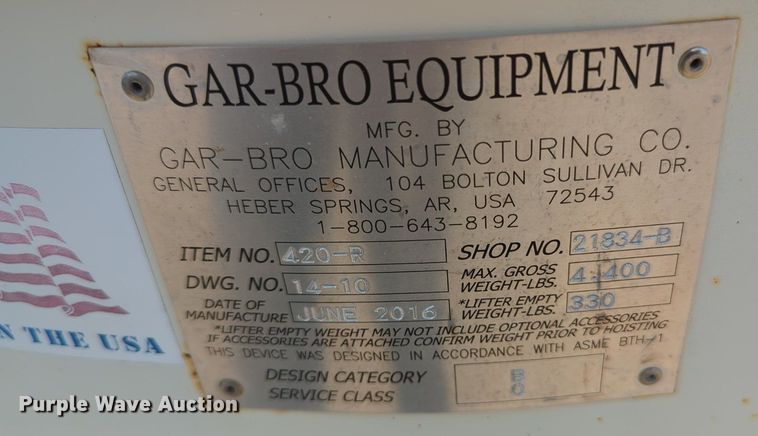 GAR-BRO EQUIPMENT
MFG. BY
GAR-BRO MANUFACTURING CO.
GENERAL OFFICES, 104 BOLTON SULLIVAN DR.
HEBER SPRINGS, AR, USA 72543
1-800-643-8192
ITEM NO. 420-R SHOP NO. 21834-B
DWG. NO. 14-10 MAX. GROSS WEIGHT-LBS. 4,400
DATE OF MANUFACTURE JUNE 2016 *LIFTER EMPTY WEIGHT-LBS. 330
*LIFTER EMPTY WEIGHT MAY NOT INCLUDE OPTIONAL ACCESSORIES
IF ACCESSORIES ARE ATTACHED CONFIRM WEIGHT PRIOR TO HOISTING
THIS DEVICE WAS DESIGNED IN ACCORDANCE WITH ASME BTH-1
DESIGN CATEGORY B
SERVICE CLASS 0
N THE USA
Purple Wave Auction